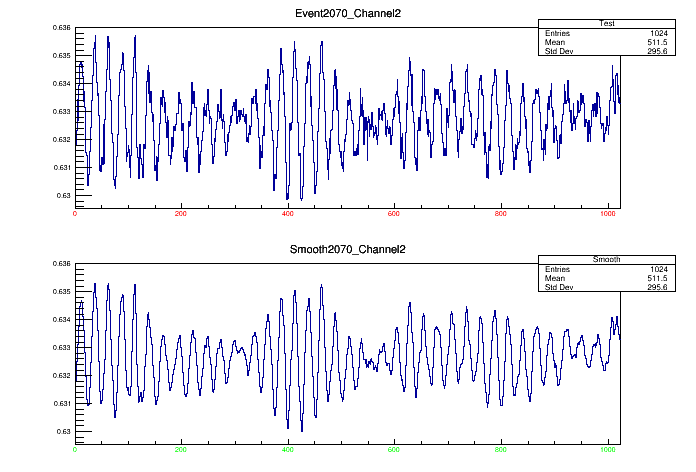 Event2070_Channel2
Test
Entries 1024
Mean 511.5
Std Dev 295.6
0.636
0.635
0.634
0.633
0.632
0.631
0.63
0 200 400 600 800 1000
Smooth2070_Channel2
Smooth
Entries 1024
Mean 511.5
Std Dev 295.6
0.636
0.635
0.634
0.633
0.632
0.631
0.63
0 200 400 600 800 1000